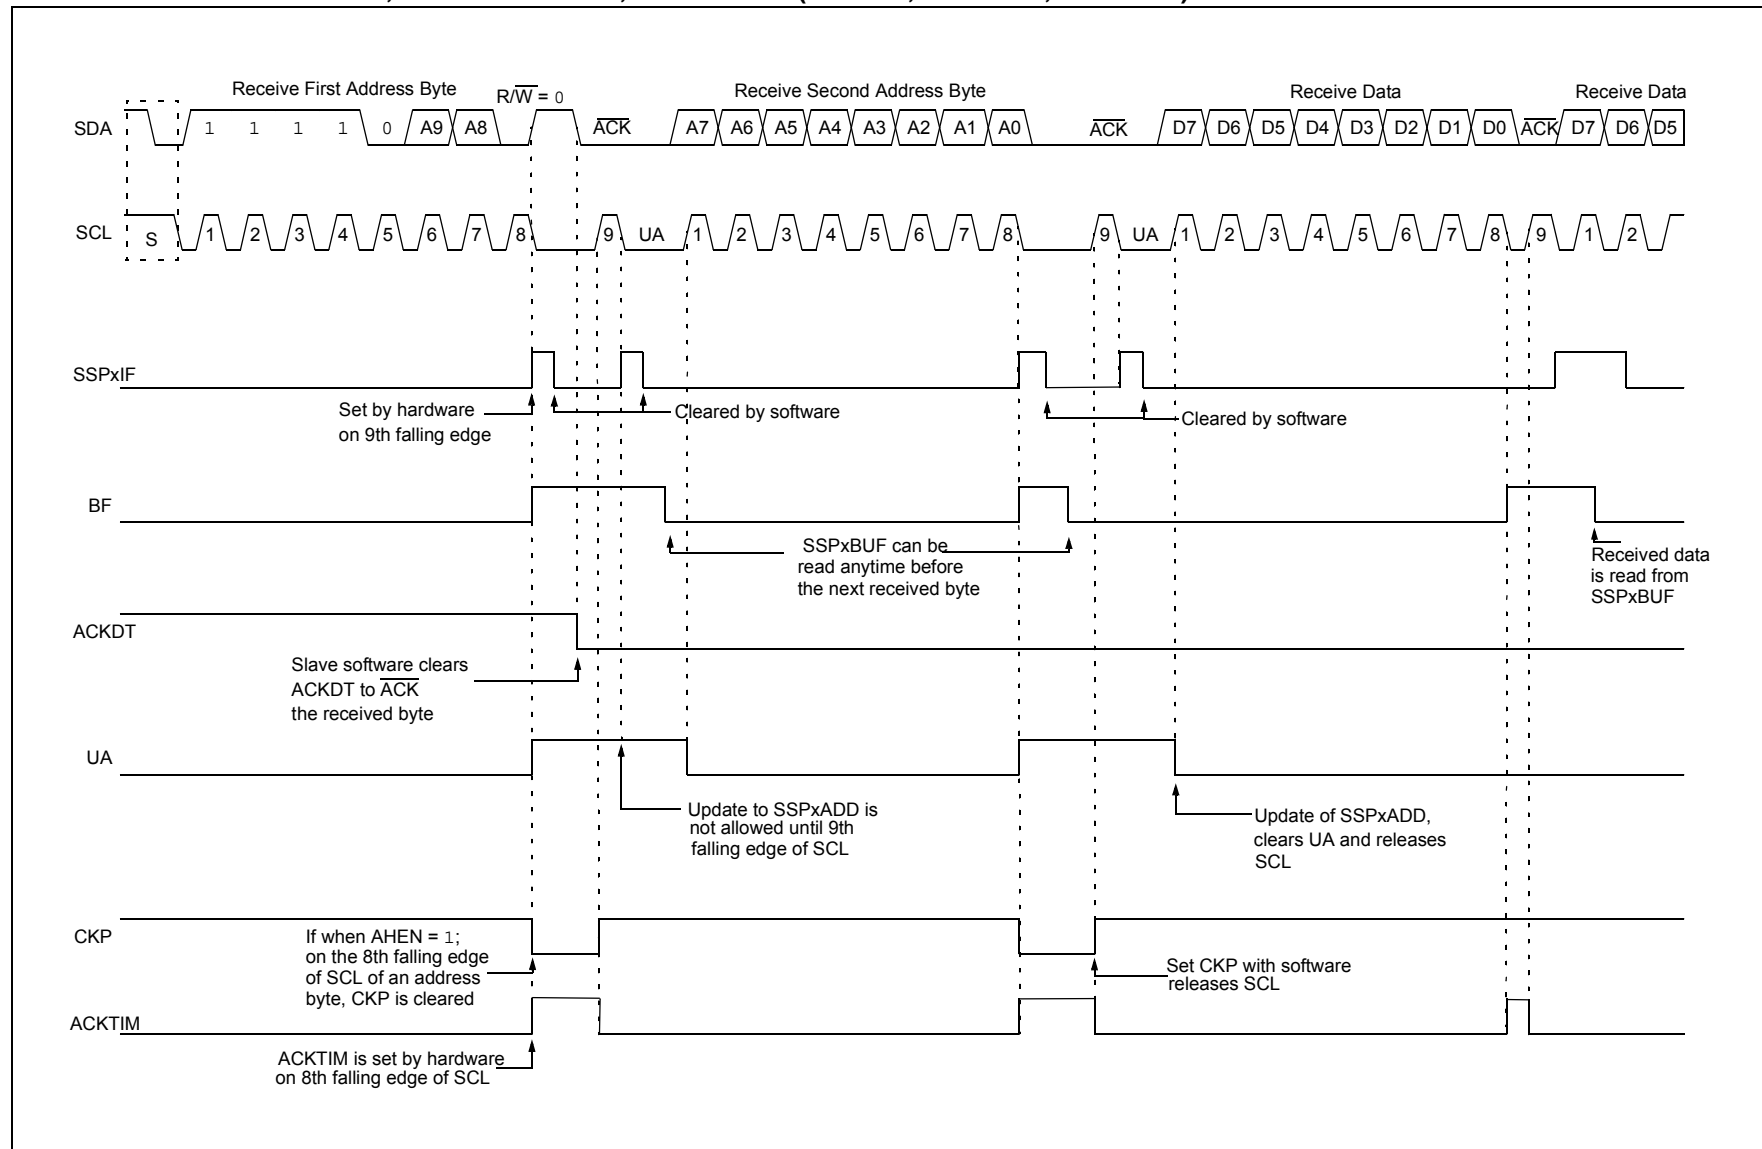 Receive First Address Byte
R/W = 0
Receive Second Address Byte
Receive Data
Receive Data
SDA
1 1 1 1 0 A9 A8
ACK
A7 A6 A5 A4 A3 A2 A1 A0
ACK
D7 D6 D5 D4 D3 D2 D1 D0
ACK
D7 D6 D5
SCL
S
1 2 3 4 5 6 7 8 9 UA
1 2 3 4 5 6 7 8 9 UA
1 2 3 4 5 6 7 8 9 1 2
SSPxIF
Set by hardware
on 9th falling edge
Cleared by software
Cleared by software
BF
SSPxBUF can be
read anytime before
the next received byte
Received data
is read from
SSPxBUF
ACKDT
Slave software clears
ACKDT to ACK
the received byte
UA
Update to SSPxADD is
not allowed until 9th
falling edge of SCL
Update of SSPxADD,
clears UA and releases
SCL
CKP
If when AHEN = 1;
on the 8th falling edge
of SCL of an address
byte, CKP is cleared
Set CKP with software
releases SCL
ACKTIM
ACKTIM is set by hardware
on 8th falling edge of SCL